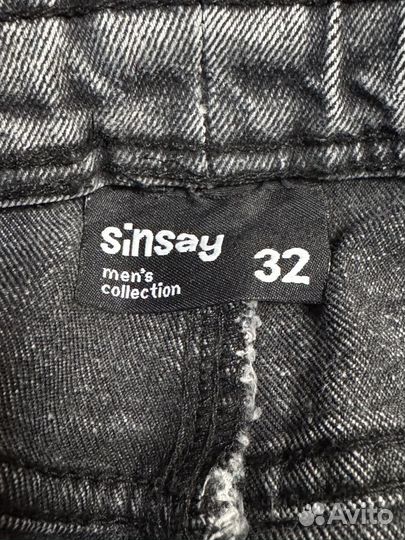 sinsay
men's
collection
32
Avito